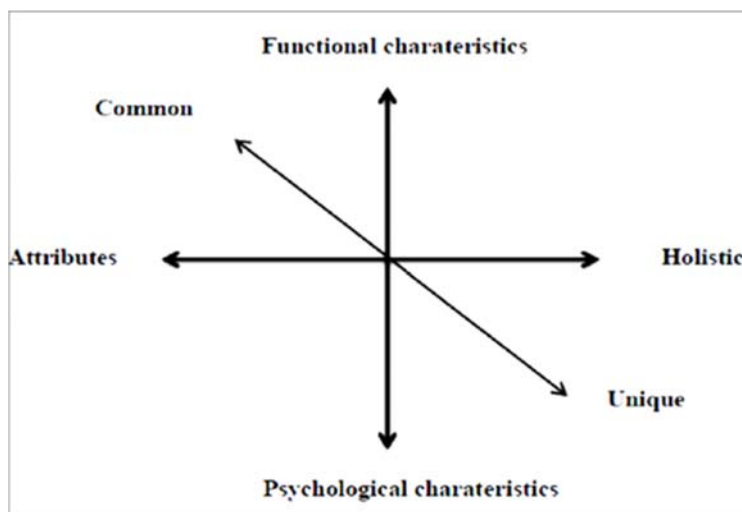 Functional charateristics
Common
Attributes
Holistic
Unique
Psychological charateristics